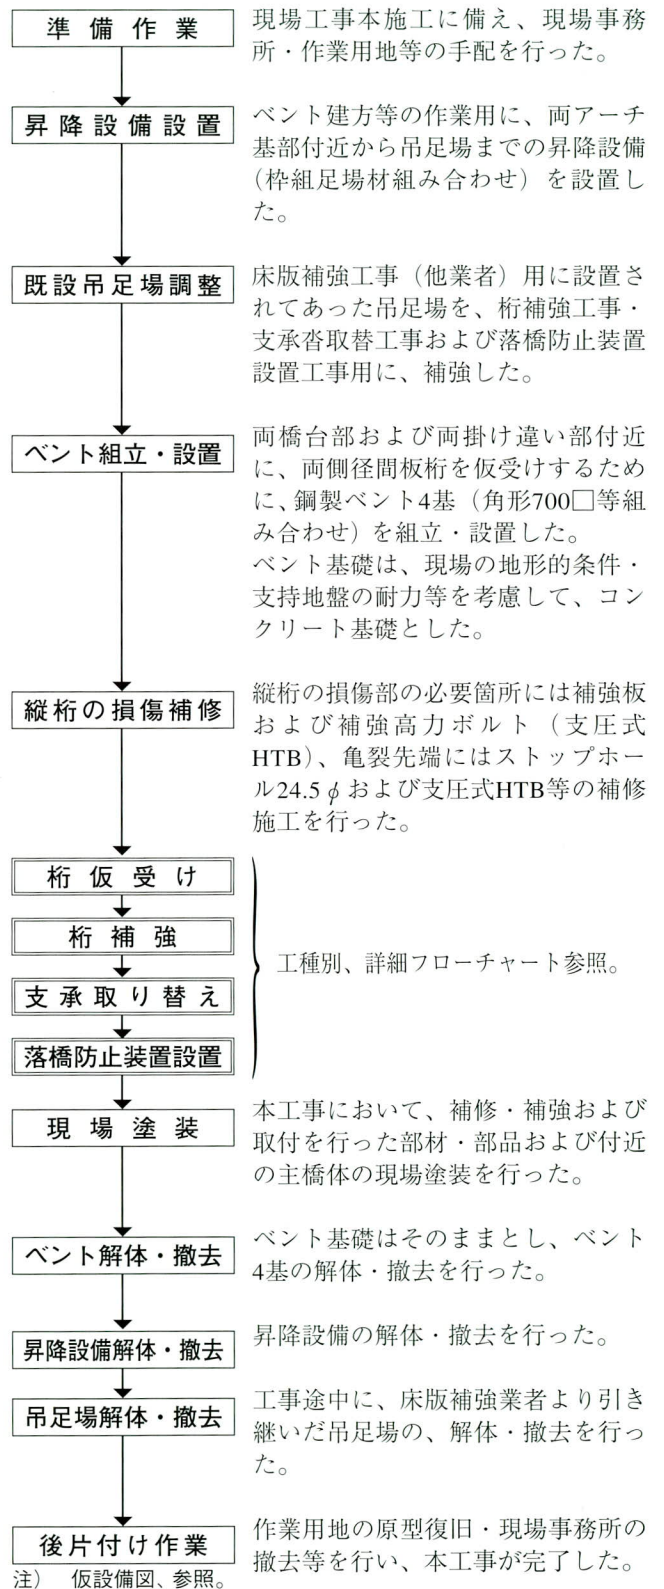 準備作業
現場工事本施工に備え、現場事務
所・作業用地等の手配を行った。
昇降設備設置
ベント建方等の作業用に、両アーチ
基部付近から吊足場までの昇降設備
（枠組足場材組み合わせ）を設置し
た。
既設吊足場調整
床版補強工事（他業者）用に設置さ
れてあった吊足場を、桁補強工事・
支承沓取替工事および落橋防止装置
設置工事用に、補強した。
ベント組立・設置
両橋台部および両掛け違い部付近
に、両側径間板桁を仮受けするため
に、鋼製ベント4基（角形700□等組
み合わせ）を組立・設置した。
ベント基礎は、現場の地形的条件・
支持地盤の耐力等を考慮して、コン
クリート基礎とした。
縦桁の損傷補修
縦桁の損傷部の必要箇所には補強板
および補強高力ボルト（支圧式
HTB）、亀裂先端にはストップホー
ル24.5φおよび支圧式HTB等の補修
施工を行った。
桁仮受け
桁補強
支承取り替え
落橋防止装置設置
工種別、詳細フローチャート参照。
現場塗装
本工事において、補修・補強および
取付を行った部材・部品および付近
の主橋体の現場塗装を行った。
ベント解体・撤去
ベント基礎はそのままとし、ベント
4基の解体・撤去を行った。
昇降設備解体・撤去
昇降設備の解体・撤去を行った。
吊足場解体・撤去
工事途中に、床版補強業者より引き
継いだ吊足場の、解体・撤去を行っ
た。
後片付け作業
作業用地の原型復旧・現場事務所の
撤去等を行い、本工事が完了した。
注）　仮設備図、参照。